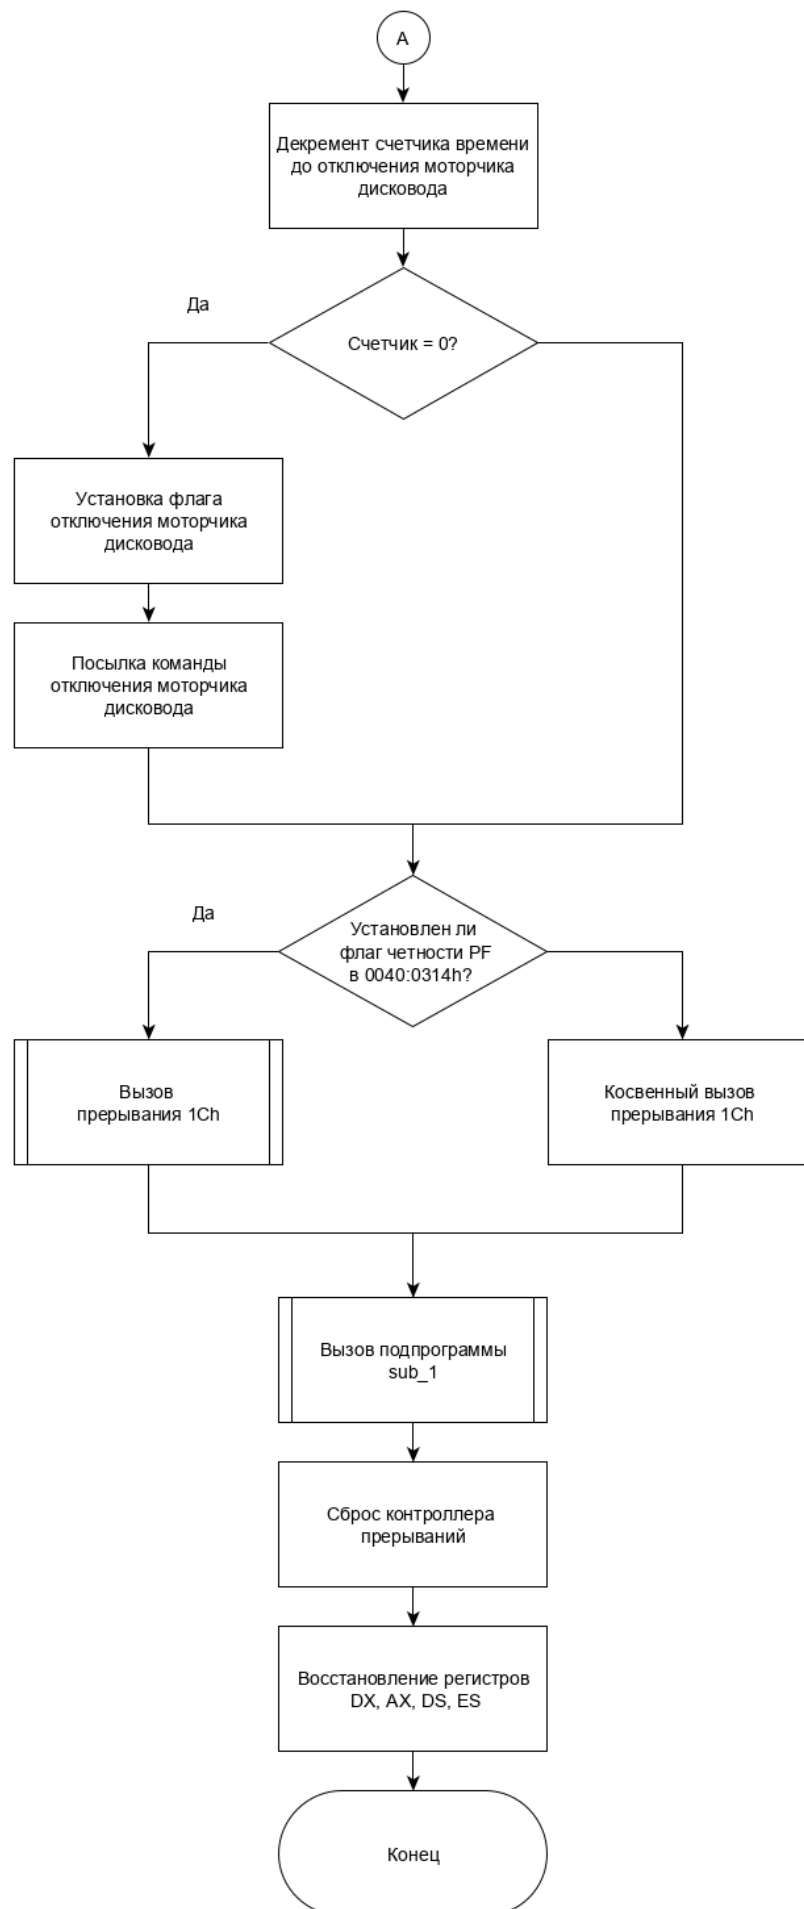 A
Декремент счетчика времени
до отключения моторчика
дисковода
Да
Счетчик = 0?
Установка флага
отключения моторчика
дисковода
Посылка команды
отключения моторчика
дисковода
Да
Установлен ли
флаг четности PF
в 0040:0314h?
Вызов
прерывания 1Ch
Косвенный вызов
прерывания 1Ch
Вызов подпрограммы
sub_1
Сброс контроллера
прерываний
Восстановление регистров
DX, AX, DS, ES
Конец